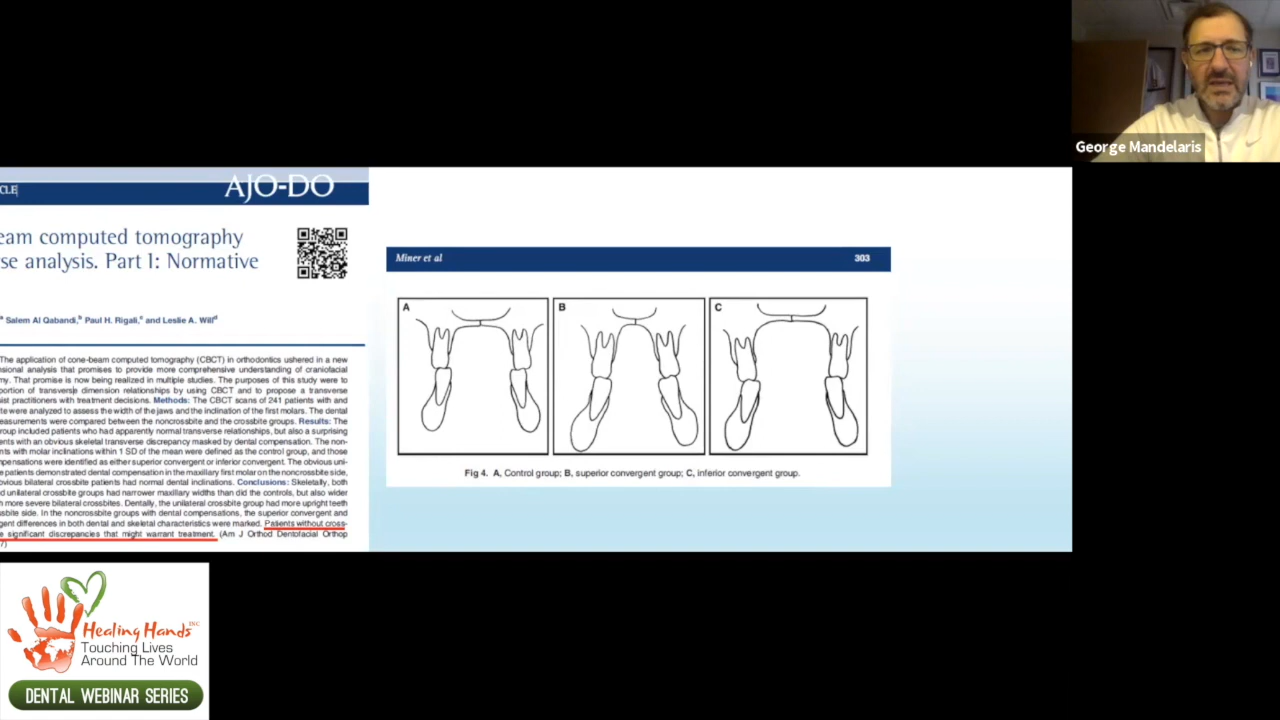 George Mandelaris
CLE
AJO-DO
eam computed tomography
se analysis. Part I: Normative
a Salem Al Qabandi,b Paul H. Rigali,c and Leslie A. Willd
The application of cone-beam computed tomography (CBCT) in orthodontics ushered in a new
nsional analysis that promises to provide more comprehensive understanding of craniofacial
my. That promise is now being realized in multiple studies. The purposes of this study were to
portion of transverse dimension relationships by using CBCT and to propose a transverse
sist practitioners with treatment decisions. Methods: The CBCT scans of 241 patients with and
ite were analyzed to assess the width of the jaws and the inclination of the first molars. The dental
easurements were compared between the noncrossbite and the crossbite groups. Results: The
roup included patients who had apparently normal transverse relationships, but also a surprising
ents with an obvious skeletal transverse discrepancy masked by dental compensation. The non-
nts with molar inclinations within 1 SD of the mean were defined as the control group, and those
mpensations were identified as either superior convergent or inferior convergent. The obvious uni-
e patients demonstrated dental compensation in the maxillary first molar on the noncrossbite side,
bvious bilateral crossbite patients had normal dental inclinations. Conclusions: Skeletally, both
d unilateral crossbite groups had narrower maxillary widths than did the controls, but also wider
h more severe bilateral crossbites. Dentally, the unilateral crossbite group had more upright teeth
ssbite side. In the noncrossbite groups with dental compensations, the superior convergent and
gent differences in both dental and skeletal characteristics were marked. Patients without cross-
e significant discrepancies that might warrant treatment. (Am J Orthod Dentofacial Orthop
7)
Miner et al 303
A B C
Fig 4. A, Control group; B, superior convergent group; C, inferior convergent group.
Healing Hands INC
Touching Lives
Around The World
DENTAL WEBINAR SERIES